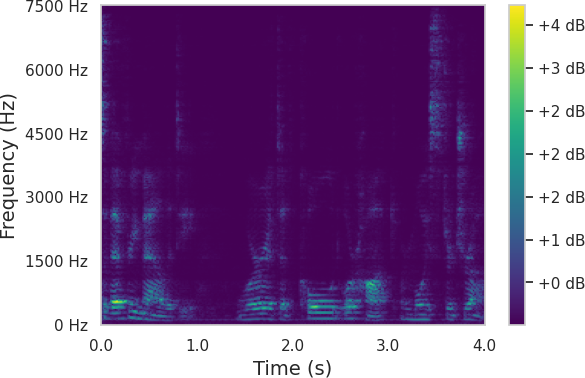 7500 Hz
6000 Hz
4500 Hz
3000 Hz
1500 Hz
0 Hz
Frequency (Hz)
0.0 1.0 2.0 3.0 4.0
Time (s)
+4 dB
+3 dB
+2 dB
+2 dB
+2 dB
+1 dB
+0 dB